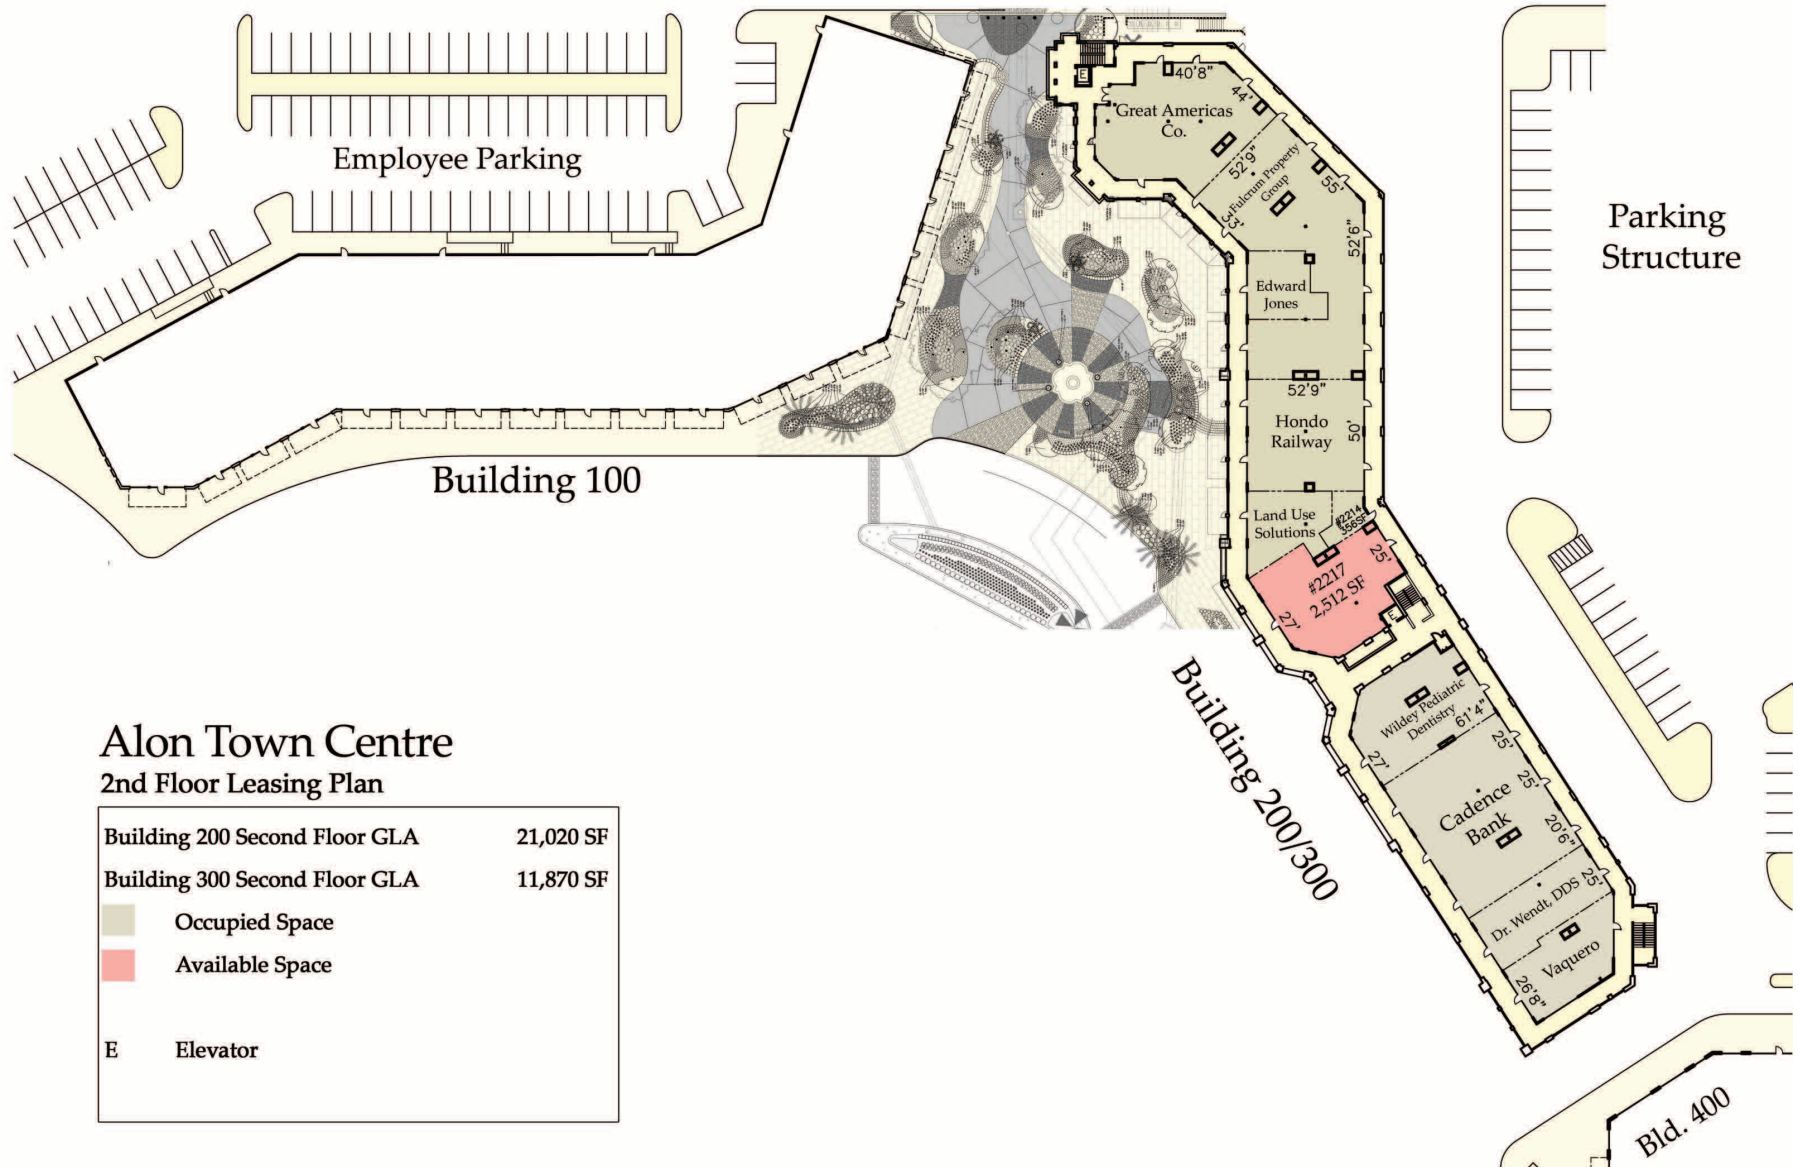 Employee Parking
Parking
Structure
Building 100
E
40'8"
44'
Great Americas
Co.
52'9"
Fulcrum Property
Group
55'
33'
52'6"
Edward
Jones
52'9"
Hondo
Railway
50'
Land Use
Solutions
#2214
356SF
25'
#2217
2,512 SF
27'
E
Building 200/300
Wildey Pediatric
Dentistry
61'4"
27'
25'
25'
Cadence
Bank
20'6"
25'
Dr. Wendt, DDS
Vaquero
26'8"
Bld. 400
Alon Town Centre
2nd Floor Leasing Plan
Building 200 Second Floor GLA 21,020 SF
Building 300 Second Floor GLA 11,870 SF
Occupied Space
Available Space
E Elevator